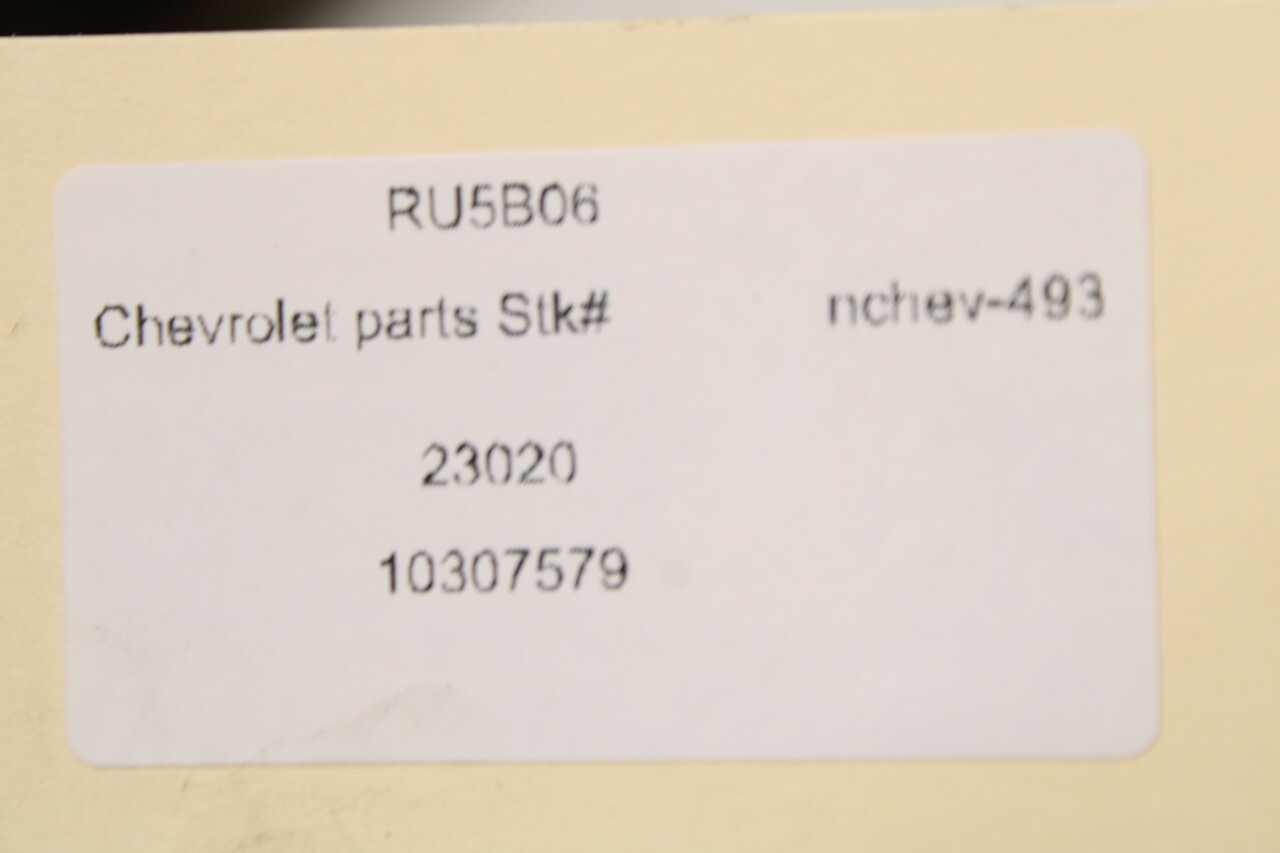 RU5B06
Chevrolet parts Stk# nchev-493
23020
10307579